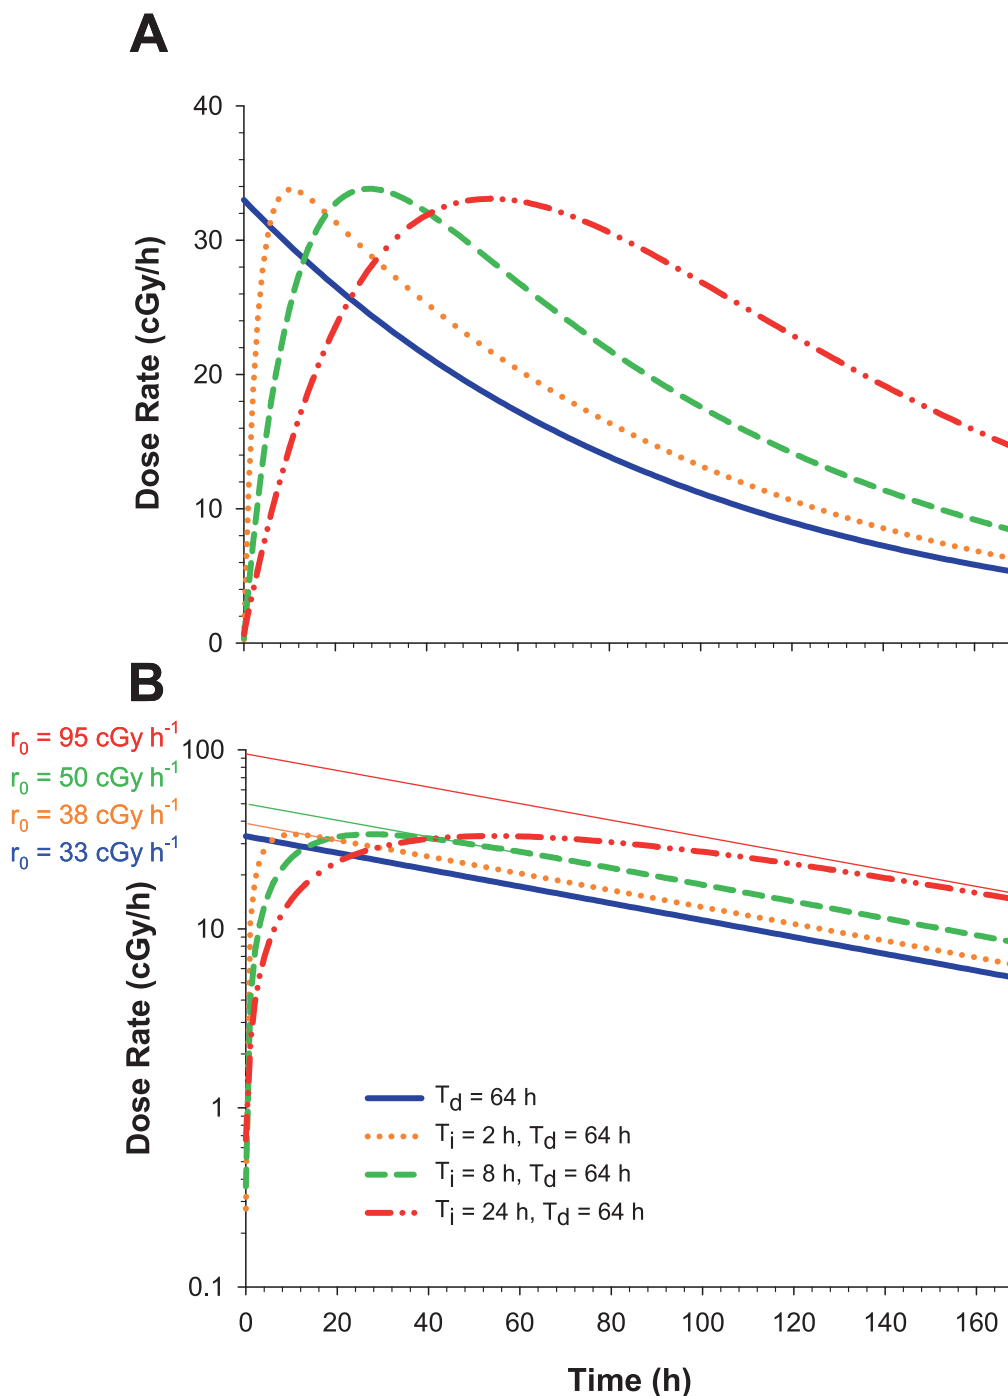 A
40
30
20
10
0
Dose Rate (cGy/h)
B
r0 = 95 cGy h-1
r0 = 50 cGy h-1
r0 = 38 cGy h-1
r0 = 33 cGy h-1
100
10
1
0.1
Dose Rate (cGy/h)
Td = 64 h
Ti = 2 h, Td = 64 h
Ti = 8 h, Td = 64 h
Ti = 24 h, Td = 64 h
0 20 40 60 80 100 120 140 160
Time (h)